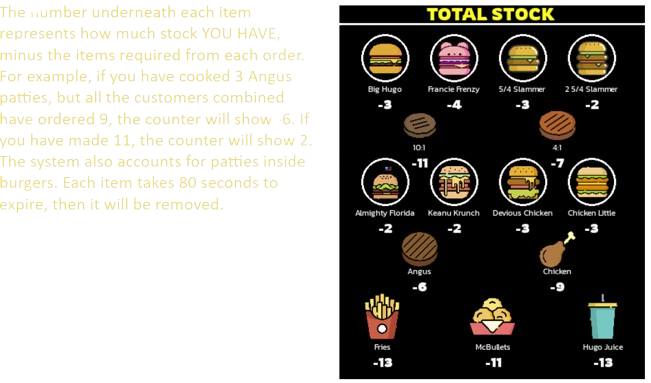 The number underneath each item
represents how much stock YOU HAVE,
minus the items required from each order.
For example, if you have cooked 3 Angus
patties, but all the customers combined
have ordered 9, the counter will show -6. If
you have made 11, the counter will show 2.
The system also accounts for patties inside
burgers. Each item takes 80 seconds to
expire, then it will be removed.
TOTAL STOCK
Big Hugo Francie Frenzy 5/4 Slammer 2 5/4 Slammer
-3 -4 -3 -2
10:1 4:1
-11 -7
Almighty Florida Keanu Krunch Devious Chicken Chicken Little
-2 -2 -3 -3
Angus Chicken
-6 -9
Fries McBullets Hugo Juice
-13 -11 -13